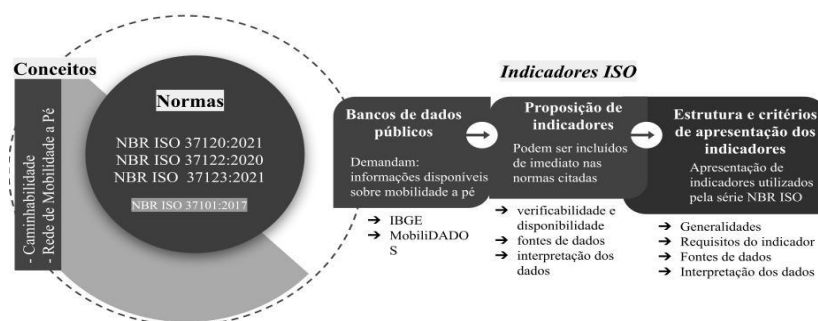 Conceitos
- Caminhabilidade
- Rede de Mobilidade a Pé
Normas
NBR ISO 37120:2021
NBR ISO 37122:2020
NBR ISO 37123:2021
NBR ISO 37101:2017
Indicadores ISO
Bancos de dados
públicos
Demandam:
informações disponíveis
sobre mobilidade a pé
➔ IBGE
➔ MobiliDADO
S
Proposição de
indicadores
Podem ser incluídos
de imediato nas
normas citadas
➔ verificabilidade e
disponibilidade
➔ fontes de dados
➔ interpretação dos
dados
Estrutura e critérios
de apresentação dos
indicadores
Apresentação de
indicadores utilizados
pela série NBR ISO
➔ Generalidades
➔ Requisitos do indicador
➔ Fontes de dados
➔ Interpretação dos dados